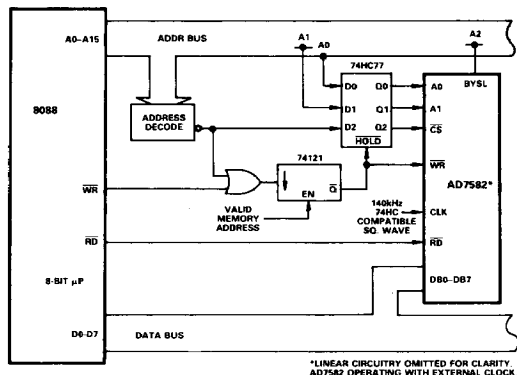 A0–A15
ADDR BUS
A1
A0
A2
74HC77
8088
ADDRESS
DECODE
D0
Q0
A0
BYSL
D1
Q1
A1
D2
Q2
CS
HOLD
74121
WR
Q
EN
WR
AD7582*
VALID
MEMORY
ADDRESS
140kHz
74HC
COMPATIBLE
SQ. WAVE
CLK
RD
RD
8-BIT μP
DB0–DB7
D0–D7
DATA BUS
*LINEAR CIRCUITRY OMITTED FOR CLARITY.
AD7582 OPERATING WITH EXTERNAL CLOCK